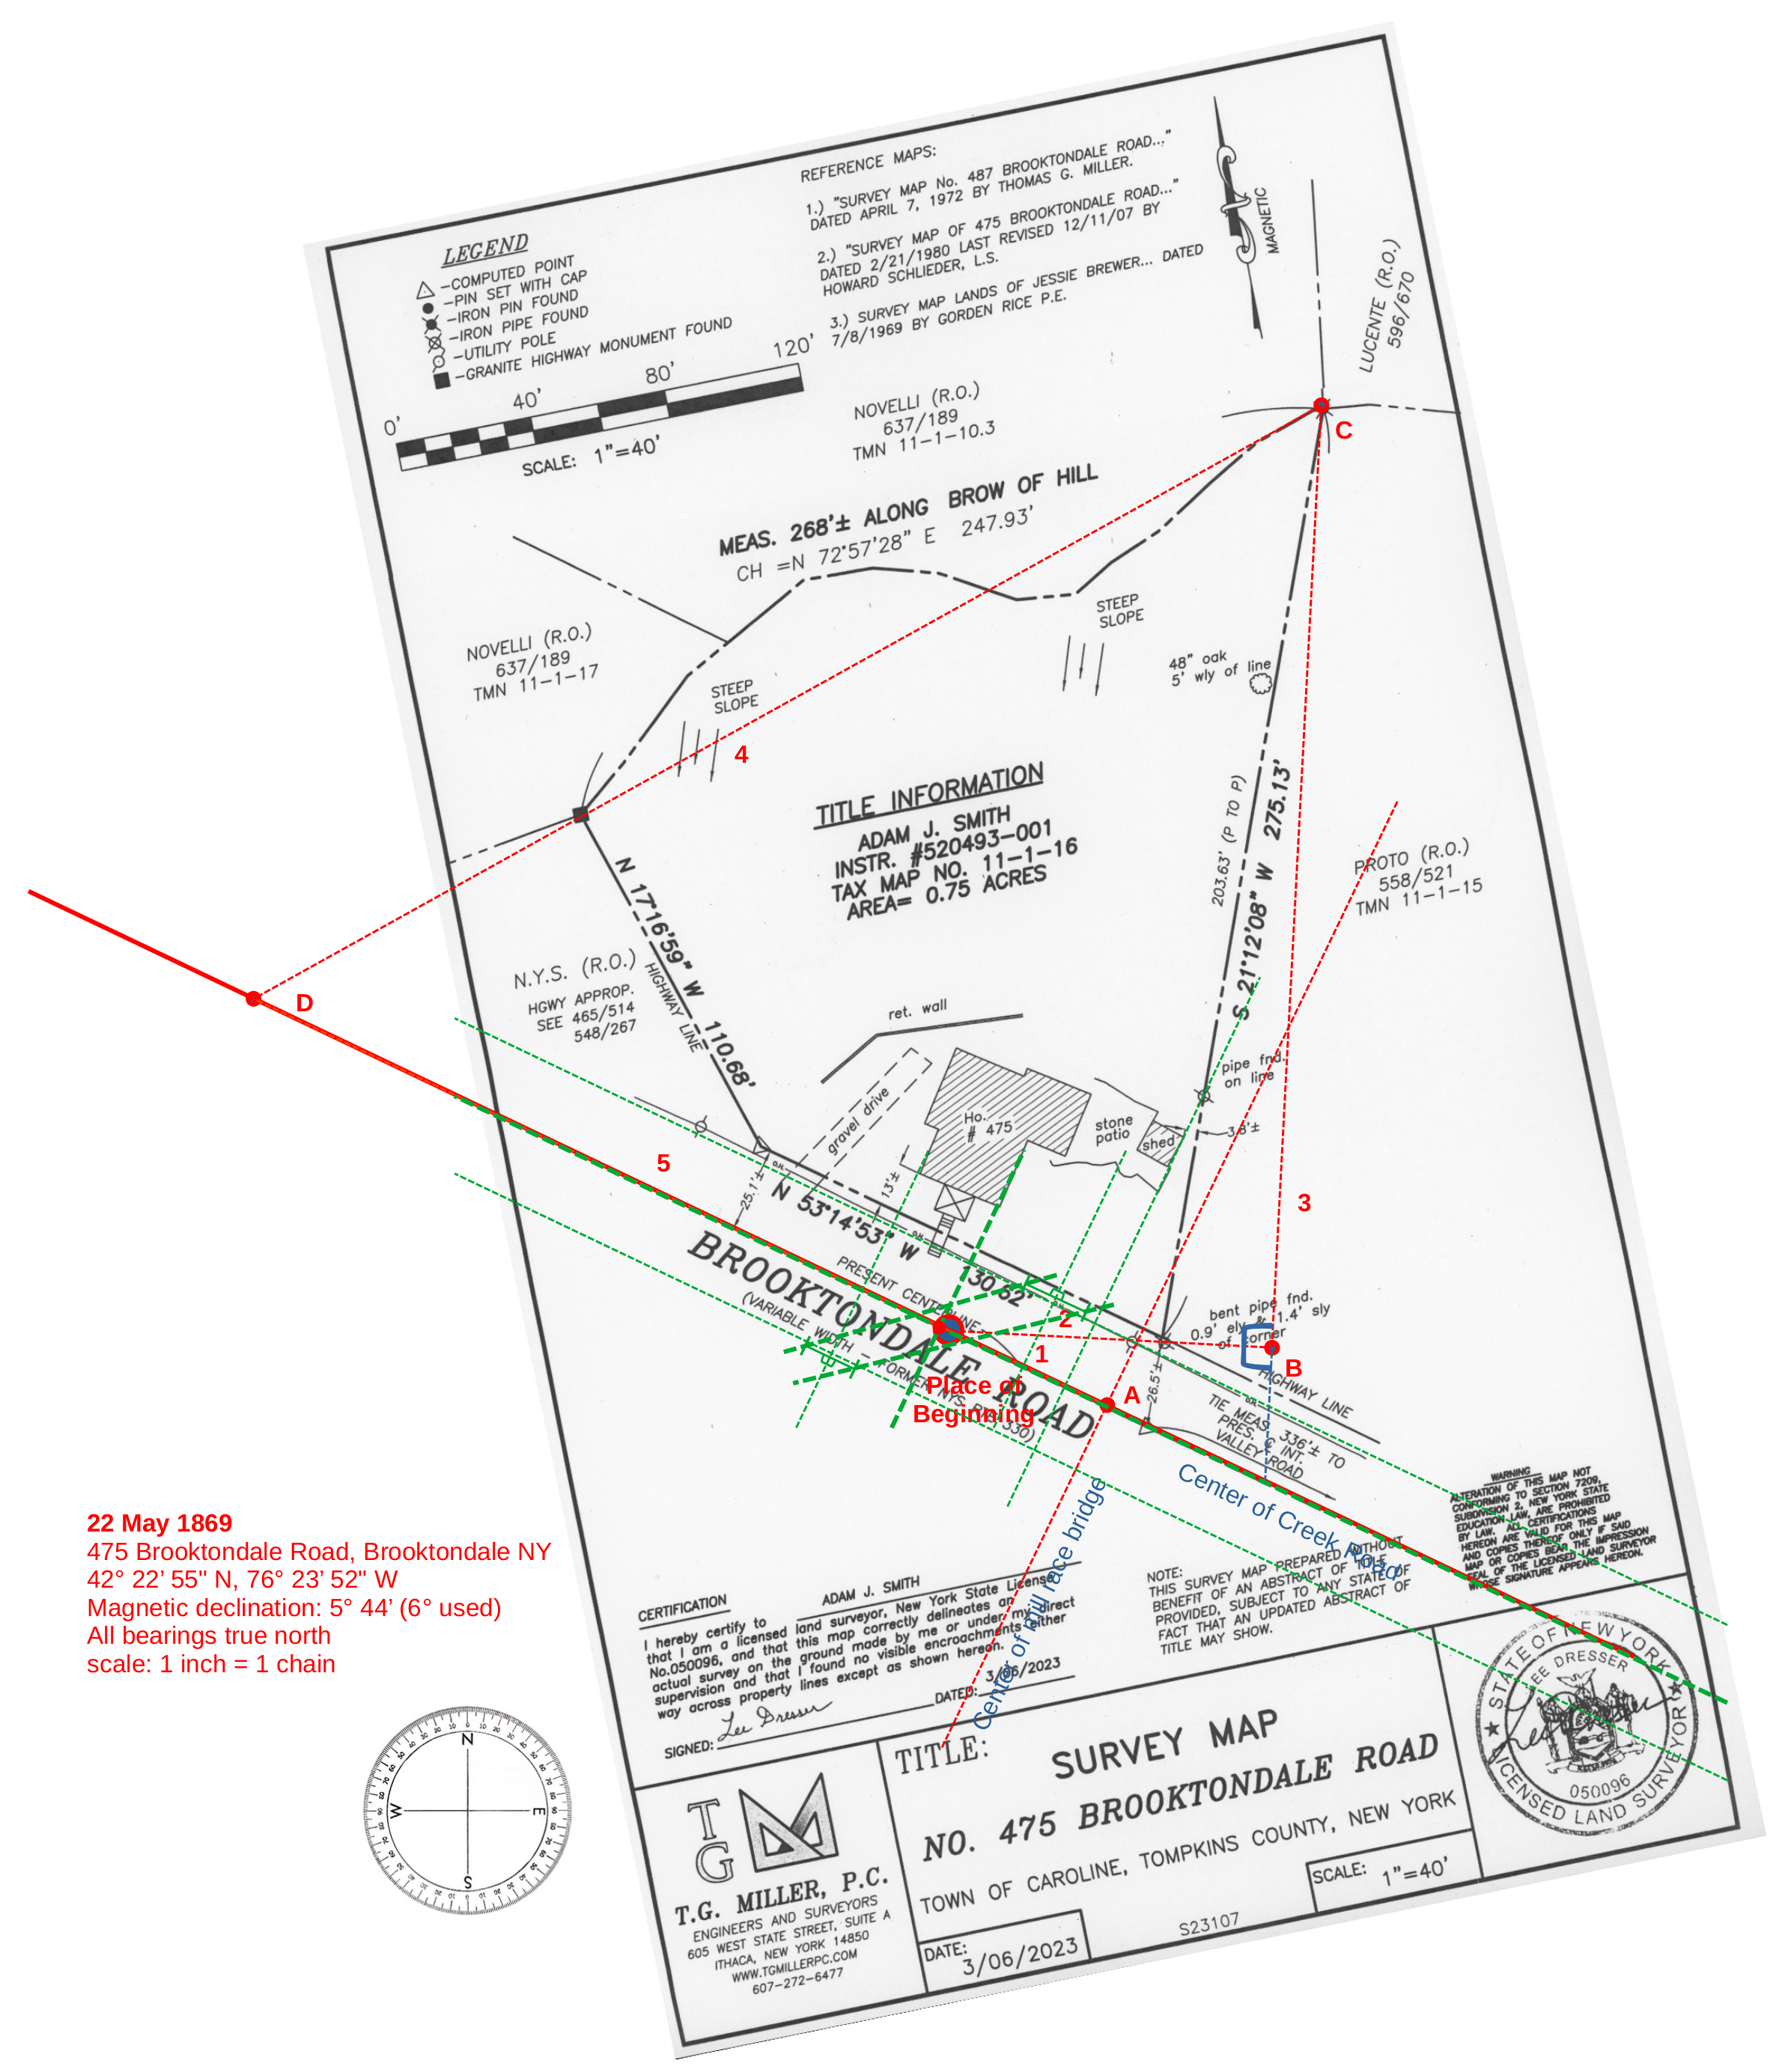 REFERENCE MAPS:
1.) "SURVEY MAP No. 487 BROOKTONDALE ROAD..."
DATED APRIL 7, 1972 BY THOMAS G. MILLER.
2.) "SURVEY MAP OF 475 BROOKTONDALE ROAD..."
DATED 2/21/1980 LAST REVISED 12/11/07 BY
HOWARD SCHLIEDER, L.S.
3.) SURVEY MAP LANDS OF JESSIE BREWER... DATED
7/8/1969 BY GORDEN RICE P.E.
MAGNETIC
LEGEND
-COMPUTED POINT
-PIN SET WITH CAP
-IRON PIN FOUND
-IRON PIPE FOUND
-UTILITY POLE
-GRANITE HIGHWAY MONUMENT FOUND
0' 40' 80' 120'
SCALE: 1"=40'
LUCENTE (R.O.)
596/670
NOVELLI (R.O.)
637/189
TMN 11-1-10.3
C
MEAS. 268'± ALONG BROW OF HILL
CH =N 72°57'28" E 247.93'
STEEP
SLOPE
NOVELLI (R.O.)
637/189
TMN 11-1-17
48" oak
5' wly of line
STEEP
SLOPE
4
TITLE INFORMATION
ADAM J. SMITH
INSTR. #520493-001
TAX MAP NO. 11-1-16
AREA= 0.75 ACRES
203.63' (P TO P)
S 21°12'08" W 275.13'
PROTO (R.O.)
558/521
TMN 11-1-15
N 17°16'59" W 110.68'
HIGHWAY LINE
N.Y.S. (R.O.)
HGWY APPROP.
SEE 465/514
548/267
D
ret. wall
gravel drive
Ho.
# 475
stone
patio
shed
pipe fnd.
on line
3.8'±
5
25.1'±
13'±
N 53°14'53" W 130.62'
3
BROOKTONDALE ROAD
PRESENT CENTERLINE
(VARIABLE WIDTH - FORMER NYS RTE 330)
2
1
bent pipe fnd.
0.9' ely & 1.4' sly
of corner
B
HIGHWAY LINE
Place of
Beginning
A
26.5'±
TIE MEAS. 336'± TO
PRES. ℄ INT.
VALLEY ROAD
Center of Creek Road
Center of mill race bridge
WARNING
ALTERATION OF THIS MAP NOT
CONFORMING TO SECTION 7209,
SUBDIVISION 2, NEW YORK STATE
EDUCATION LAW, ARE PROHIBITED
BY LAW. ALL CERTIFICATIONS
HEREON ARE VALID FOR THIS MAP
AND COPIES THEREOF ONLY IF SAID
MAP OR COPIES BEAR THE IMPRESSION
SEAL OF THE LICENSED LAND SURVEYOR
WHOSE SIGNATURE APPEARS HEREON.
22 May 1869
475 Brooktondale Road, Brooktondale NY
42° 22' 55" N, 76° 23' 52" W
Magnetic declination: 5° 44' (6° used)
All bearings true north
scale: 1 inch = 1 chain
N
E
S
W
CERTIFICATION
I hereby certify to ADAM J. SMITH
that I am a licensed land surveyor, New York State License
No.050096, and that this map correctly delineates an
actual survey on the ground made by me or under my direct
supervision and that I found no visible encroachments either
way across property lines except as shown hereon.
SIGNED: Lee Dresser DATED: 3/06/2023
NOTE:
THIS SURVEY MAP PREPARED WITHOUT
BENEFIT OF AN ABSTRACT OF TITLE
PROVIDED, SUBJECT TO ANY STATE OF
FACT THAT AN UPDATED ABSTRACT OF
TITLE MAY SHOW.
STATE OF NEW YORK
LEE DRESSER
050096
LICENSED LAND SURVEYOR
TITLE:
SURVEY MAP
NO. 475 BROOKTONDALE ROAD
TOWN OF CAROLINE, TOMPKINS COUNTY, NEW YORK
T G M
T.G. MILLER, P.C.
ENGINEERS AND SURVEYORS
605 WEST STATE STREET, SUITE A
ITHACA, NEW YORK 14850
WWW.TGMILLERPC.COM
607-272-6477
DATE:
3/06/2023
S23107
SCALE:
1"=40'